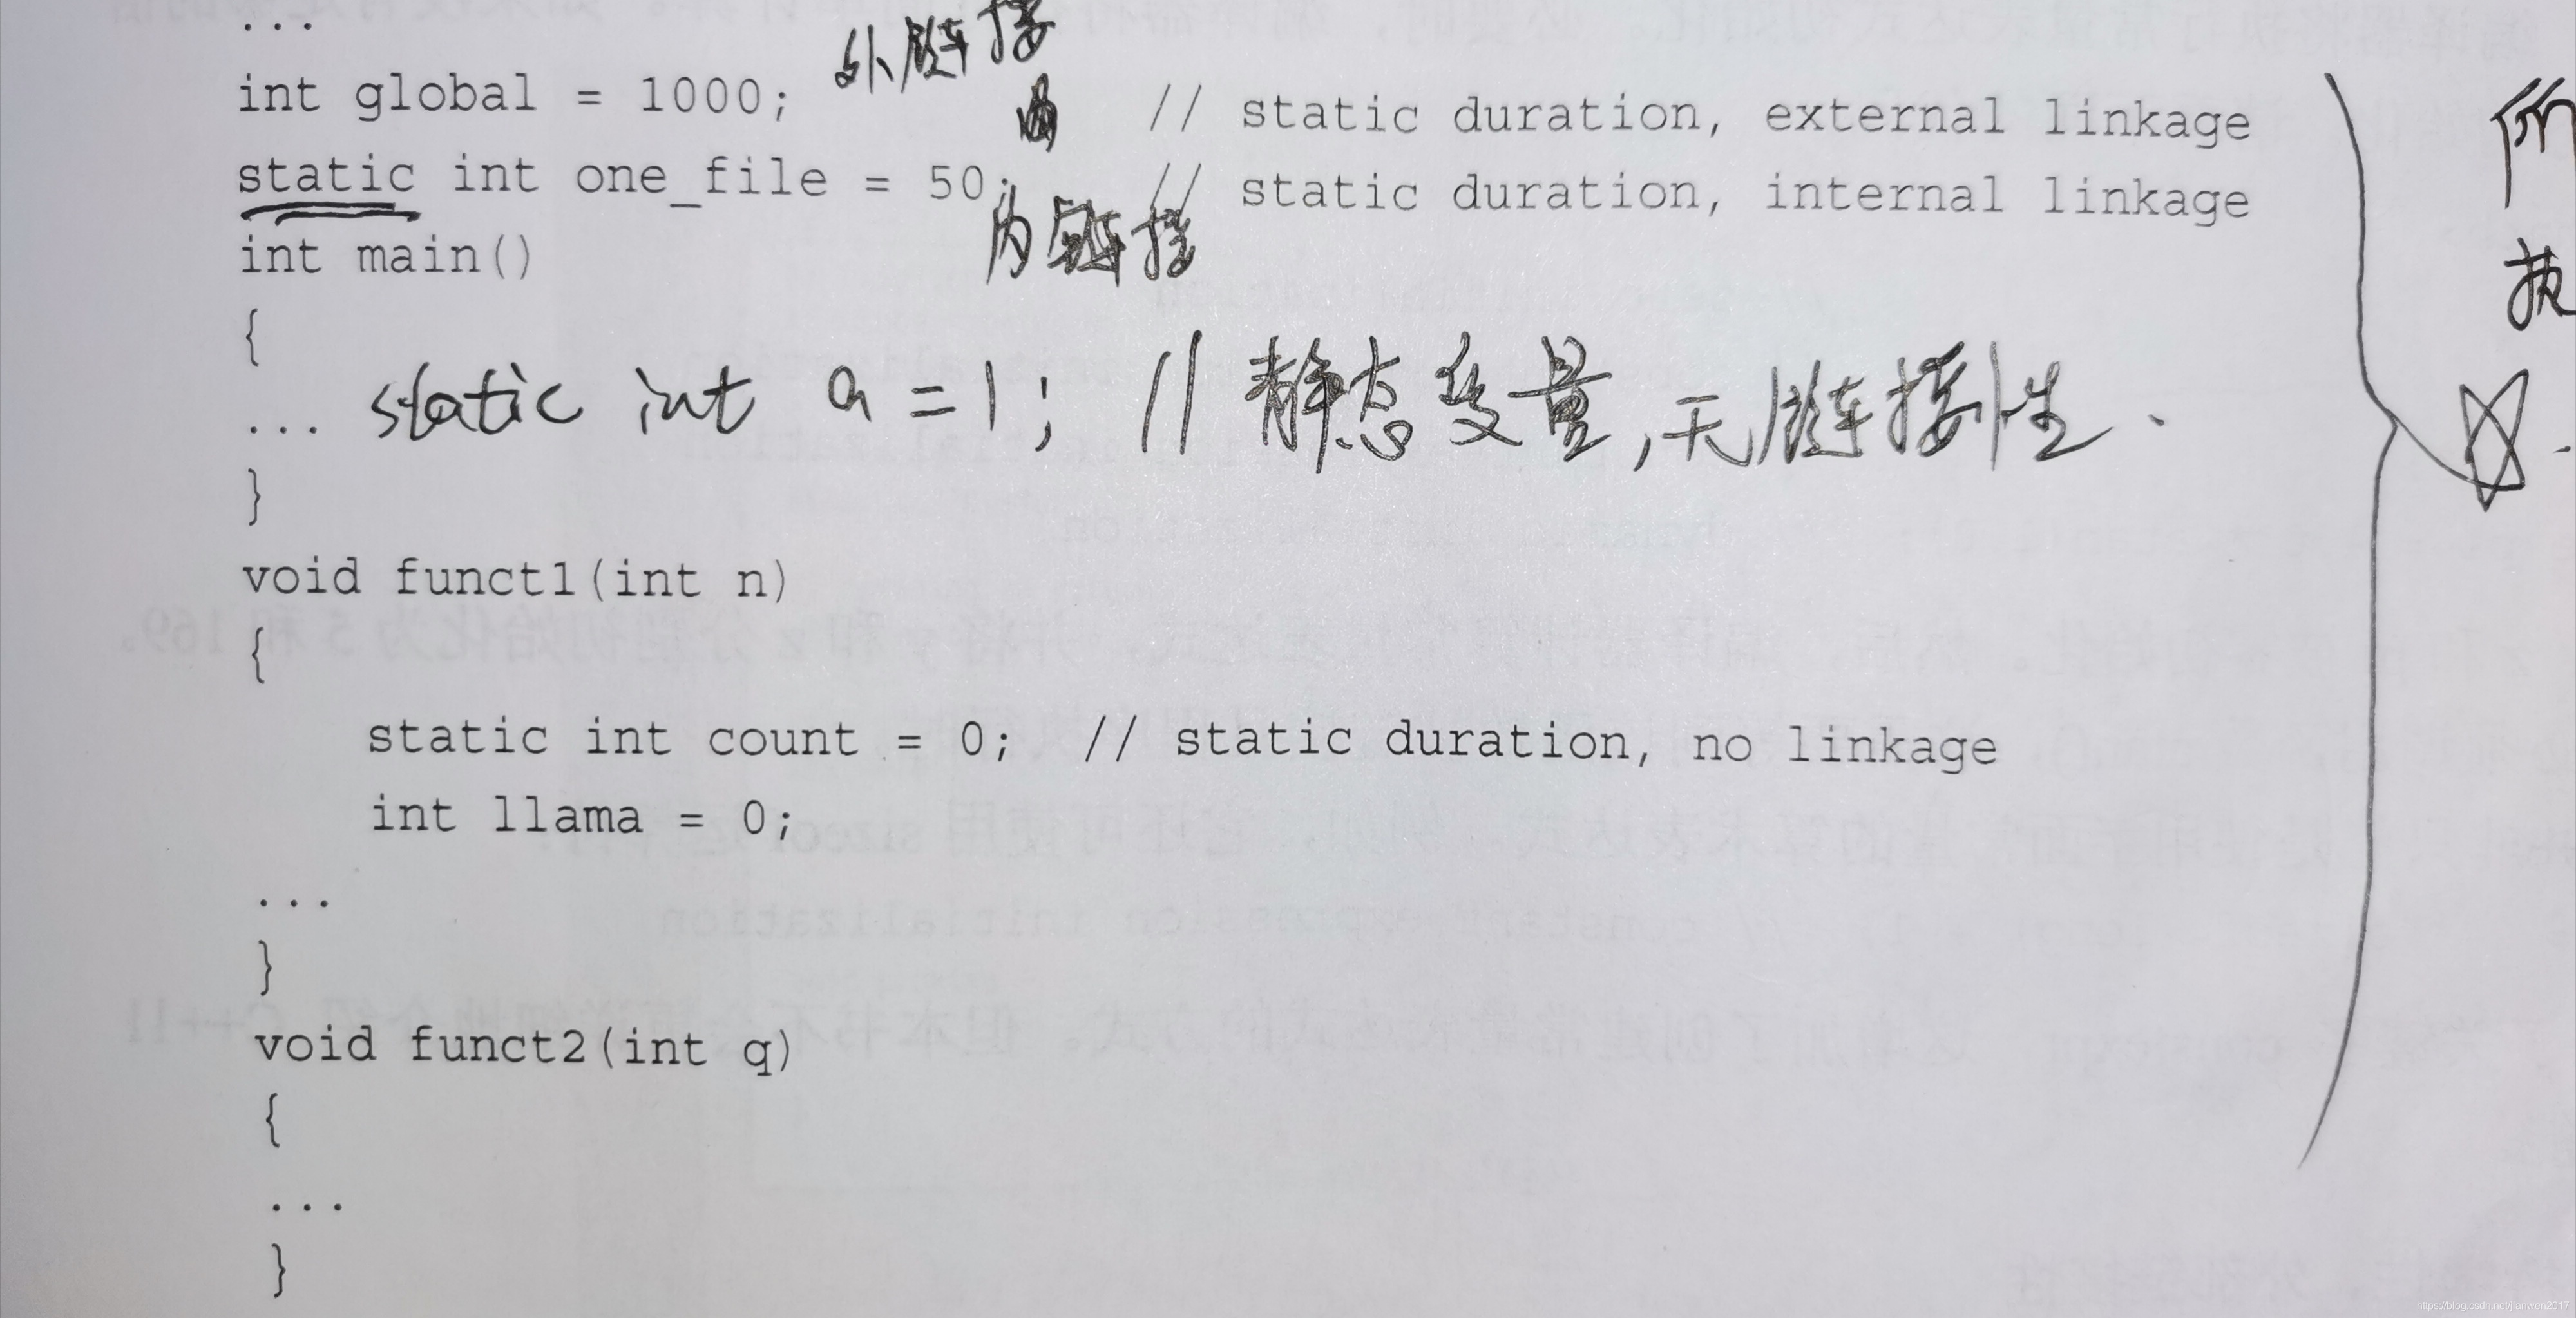 ...
外链接
int global = 1000; // static duration, external linkage
static int one_file = 50; // static duration, internal linkage
内链接
int main()
{
... static int a = 1; // 静态变量,无链接性.
}
void funct1(int n)
{
static int count = 0; // static duration, no linkage
int llama = 0;
...
}
void funct2(int q)
{
...
}
https://blog.csdn.net/jianwen2017